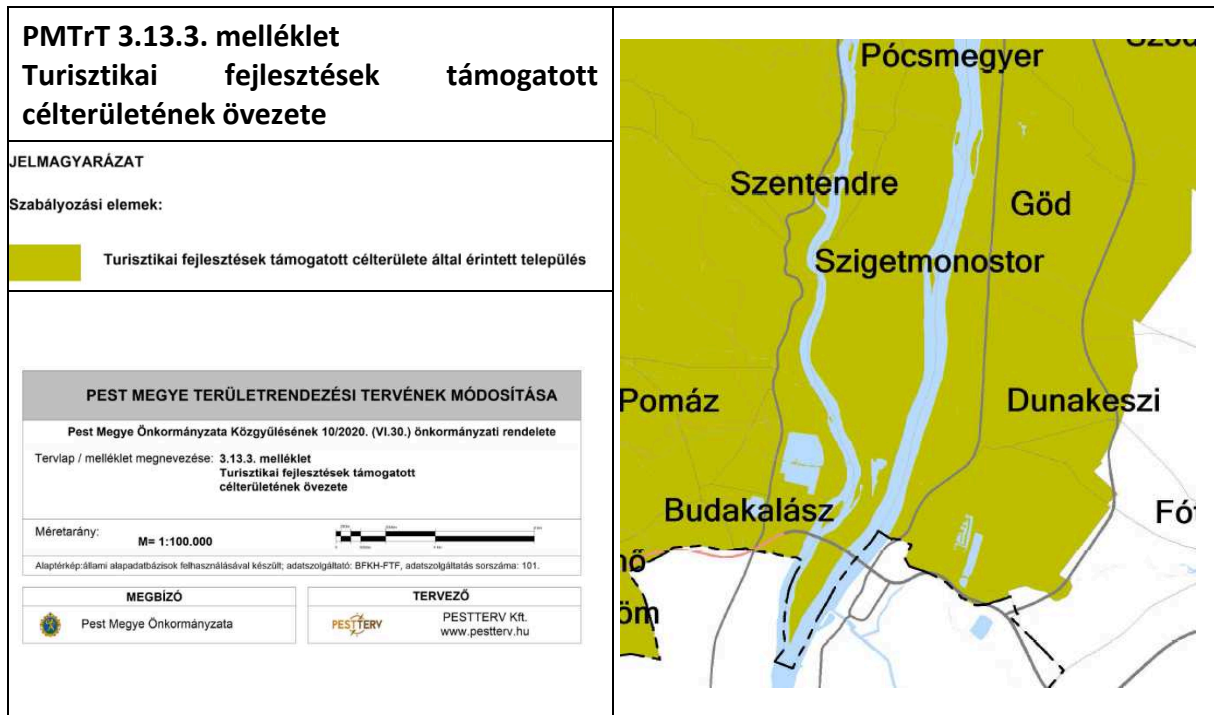 PMTrT 3.13.3. melléklet
Turisztikai fejlesztések támogatott
célterületének övezete
JELMAGYARÁZAT
Szabályozási elemek:
Turisztikai fejlesztések támogatott célterülete által érintett település
PEST MEGYE TERÜLETRENDEZÉSI TERVÉNEK MÓDOSÍTÁSA
Pest Megye Önkormányzata Közgyűlésének 10/2020. (VI.30.) önkormányzati rendelete
Tervlap / melléklet megnevezése: 3.13.3. melléklet
Turisztikai fejlesztések támogatott
célterületének övezete
Méretarány:
M= 1:100.000
Alaptérkép:állami alapadatbázisok felhasználásával készült; adatszolgáltató: BFKH-FTF, adatszolgáltatás sorszáma: 101.
MEGBÍZÓ
Pest Megye Önkormányzata
TERVEZŐ
PESTTERV
PESTTERV Kft.
www.pestterv.hu
Pócsmegyer
Szentendre
Göd
Szigetmonostor
Pomáz
Dunakeszi
Budakalász
Fót
nő
öm